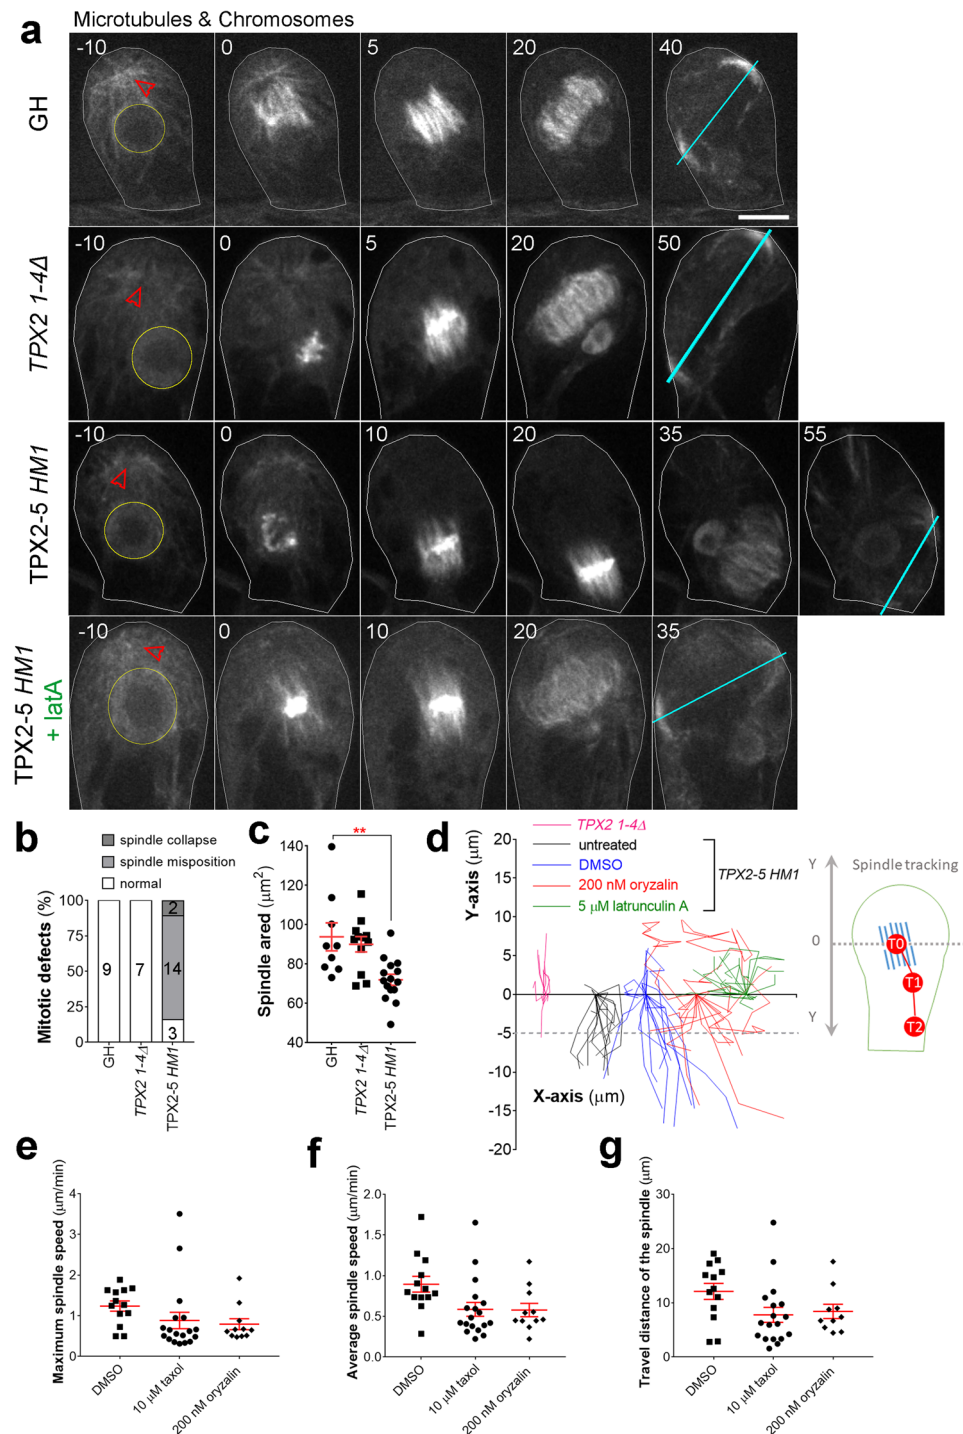 a
Microtubules & Chromosomes
GH
-10
0
5
20
40
TPX2 1-4Δ
-10
0
5
20
50
TPX2-5 HM1
-10
0
10
20
35
55
TPX2-5 HM1
+ latA
-10
0
10
20
35
b
spindle collapse
spindle misposition
normal
Mitotic defects (%)
100
75
50
25
0
9
7
2
14
3
GH
TPX2 1-4Δ
TPX2-5 HM1
c
**
Spindle ared (μm²)
140
120
100
80
60
40
GH
TPX2 1-4Δ
TPX2-5 HM1
d
TPX2 1-4Δ
untreated
DMSO
200 nM oryzalin
5 μM latrunculin A
TPX2-5 HM1
Y-axis (μm)
20
15
10
5
0
-5
-10
-15
-20
X-axis (μm)
Spindle tracking
Y
0
Y
T0
T1
T2
e
Maximum spindle speed (μm/min)
4
3
2
1
0
DMSO
10 μM taxol
200 nM oryzalin
f
Average spindle speed (μm/min)
2.0
1.5
1.0
0.5
0.0
DMSO
10 μM taxol
200 nM oryzalin
g
Travel distance of the spindle (μm)
30
20
10
0
DMSO
10 μM taxol
200 nM oryzalin